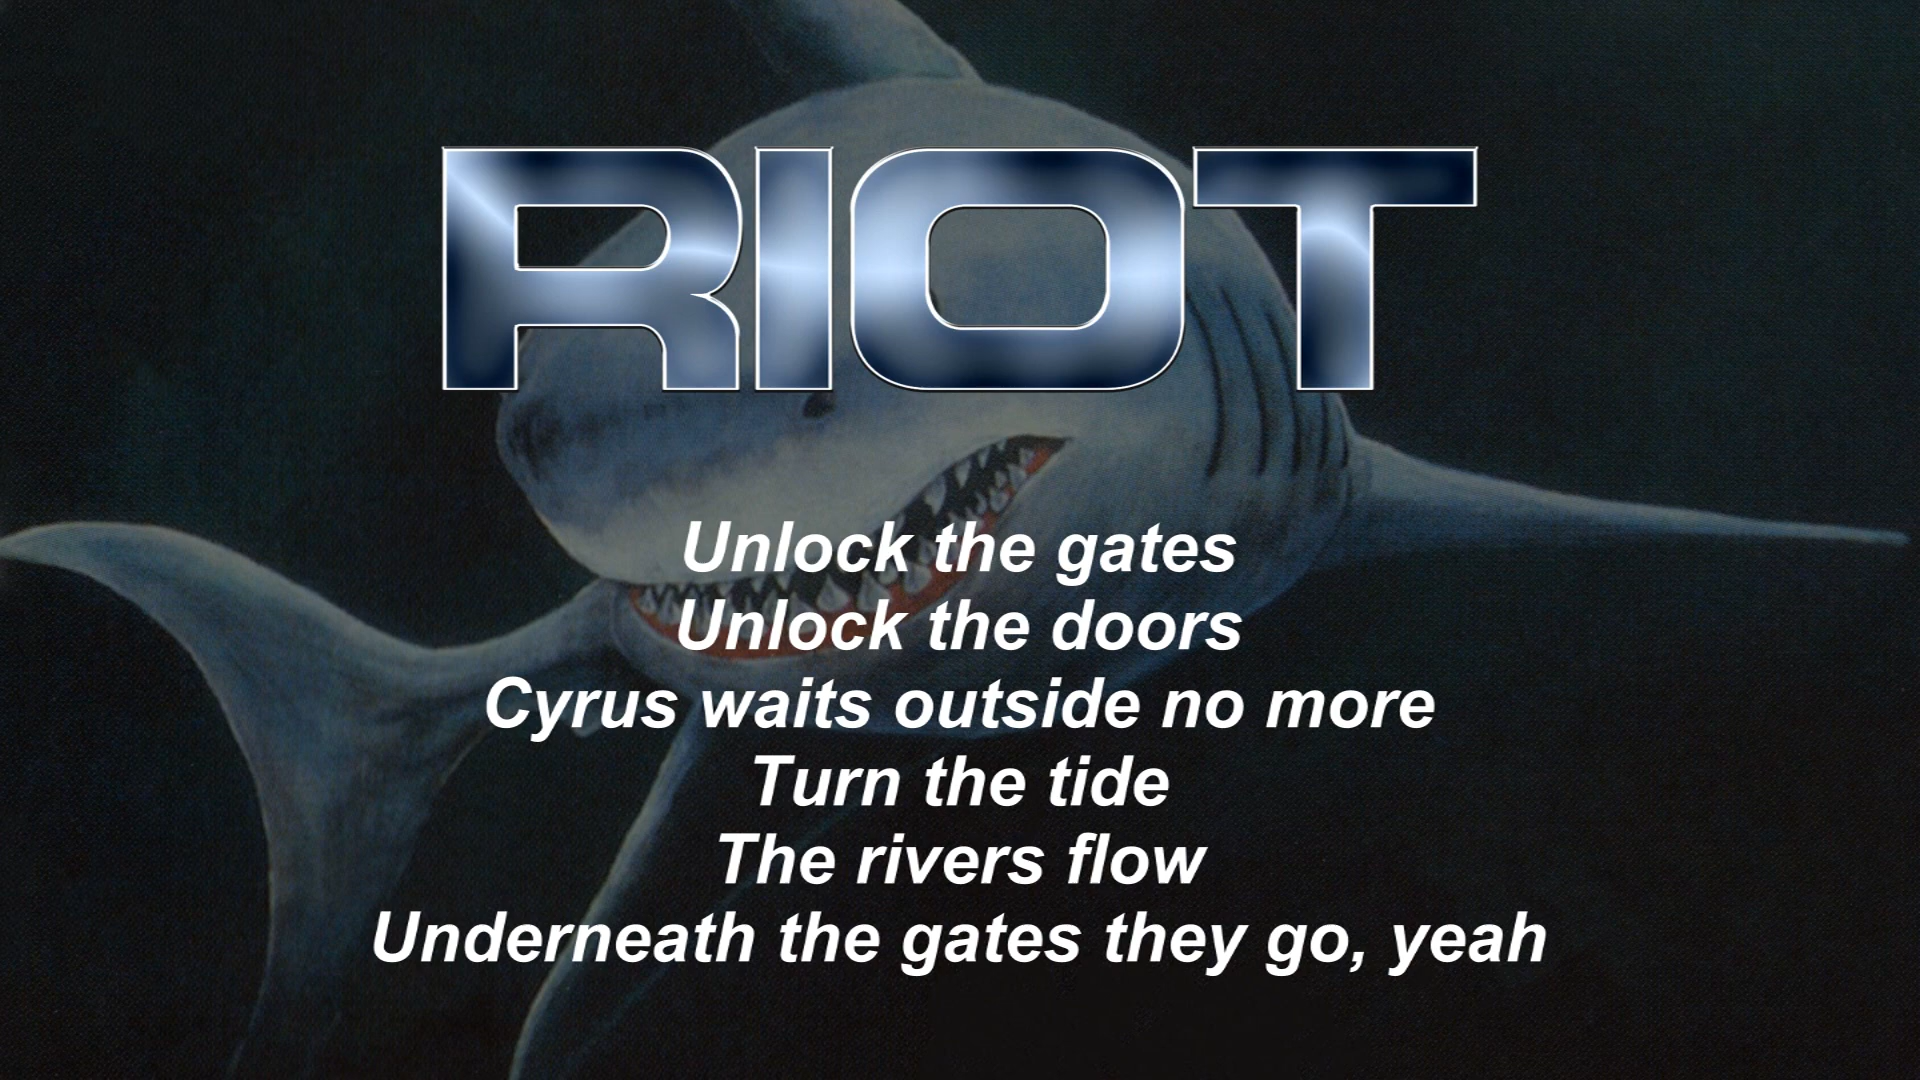 RIOT
Unlock the gates
Unlock the doors
Cyrus waits outside no more
Turn the tide
The rivers flow
Underneath the gates they go, yeah